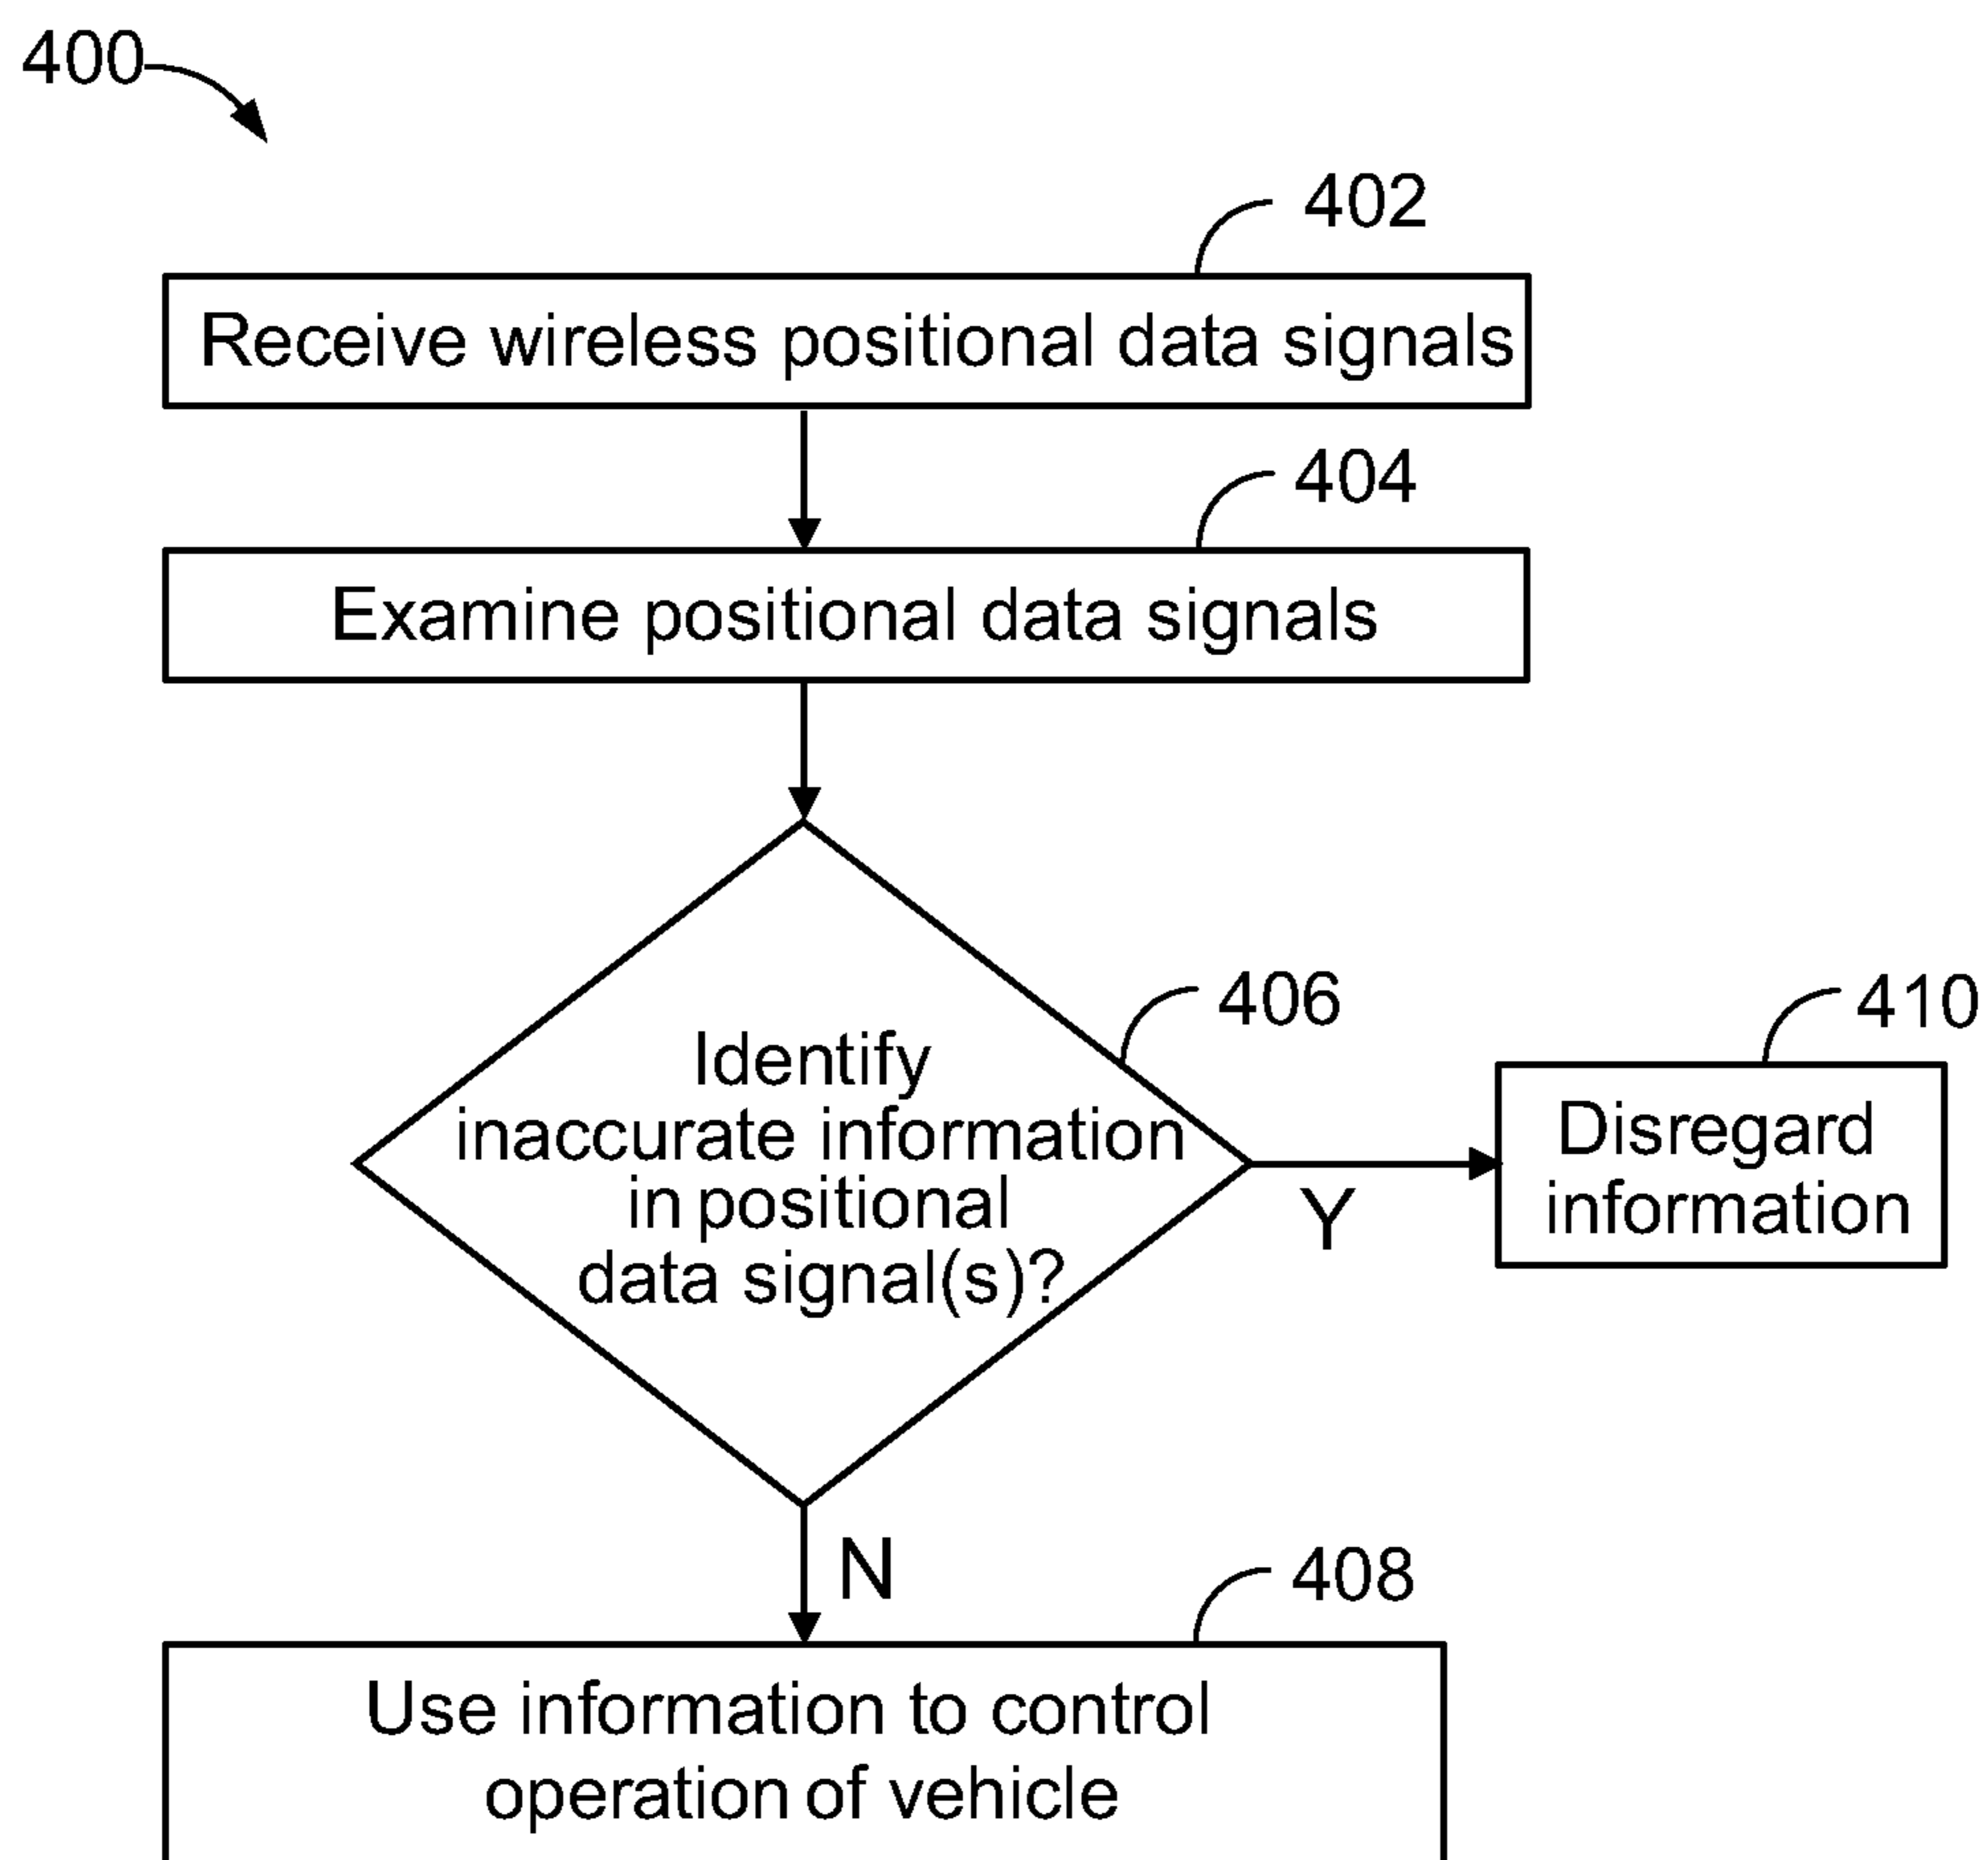 400
402
Receive wireless positional data signals
404
Examine positional data signals
406
Identify
inaccurate information
in positional
data signal(s)?
Y
410
Disregard
information
N
408
Use information to control
operation of vehicle